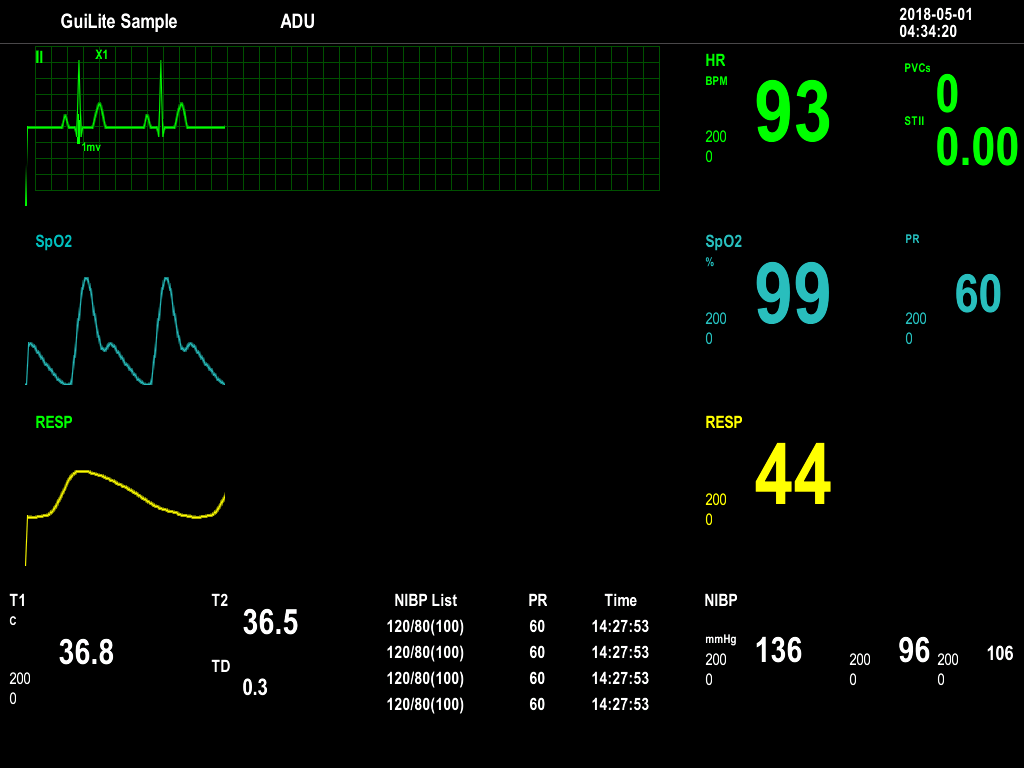 GuiLite Sample ADU 2018-05-01
04:34:20
II X1
1mv
HR
BPM
93
200
0
PVCs
0
STII
0.00
SpO2
SpO2
%
99
200
0
PR
60
200
0
RESP
RESP
44
200
0
T1
C
36.8
200
0
T2
36.5
TD
0.3
NIBP List PR Time
120/80(100) 60 14:27:53
120/80(100) 60 14:27:53
120/80(100) 60 14:27:53
120/80(100) 60 14:27:53
NIBP
mmHg
200
0
136
200
0
96
200
0
106